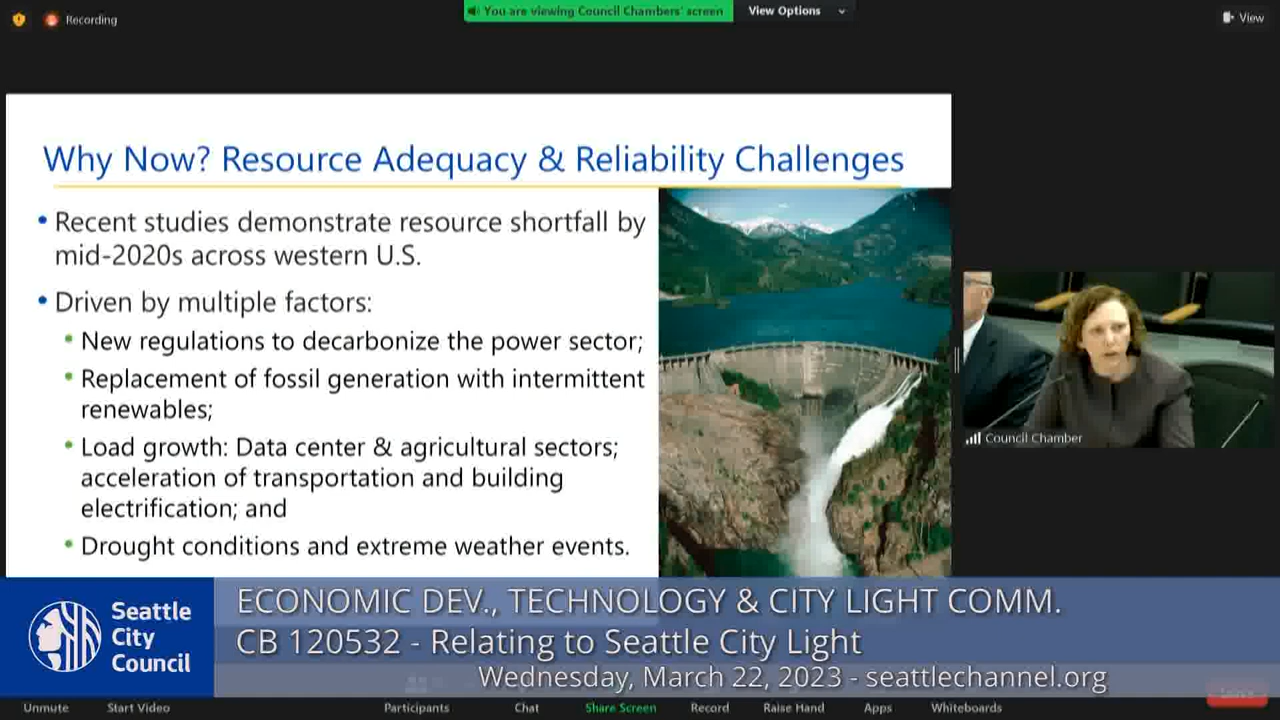 Recording
You are viewing Council Chambers' screen
View Options
View
Why Now? Resource Adequacy & Reliability Challenges
• Recent studies demonstrate resource shortfall by
mid-2020s across western U.S.
• Driven by multiple factors:
• New regulations to decarbonize the power sector;
• Replacement of fossil generation with intermittent
renewables;
• Load growth: Data center & agricultural sectors;
acceleration of transportation and building
electrification; and
• Drought conditions and extreme weather events.
Council Chamber
Seattle
City
Council
ECONOMIC DEV., TECHNOLOGY & CITY LIGHT COMM.
CB 120532 - Relating to Seattle City Light
Wednesday, March 22, 2023 - seattlechannel.org
Unmute
Start Video
Participants
Chat
Share Screen
Record
Raise Hand
Apps
Whiteboards